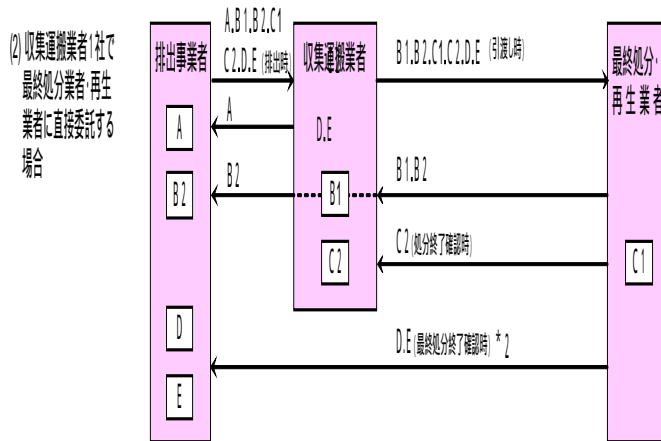 (2) 収集運搬業者1社で
最終処分業者・再生
業者に直接委託する
場合
排出事業者
A.B1.B2.C1
C2.D.E (排出時)
収集運搬業者
B1.B2.C1.C2.D.E (引渡し時)
最終処分・
再生業者
A
A
D.E
B2
B2
B1
B1.B2
C2 (処分終了確認時)
C2
C1
D
D.E (最終処分終了確認時) *2
E